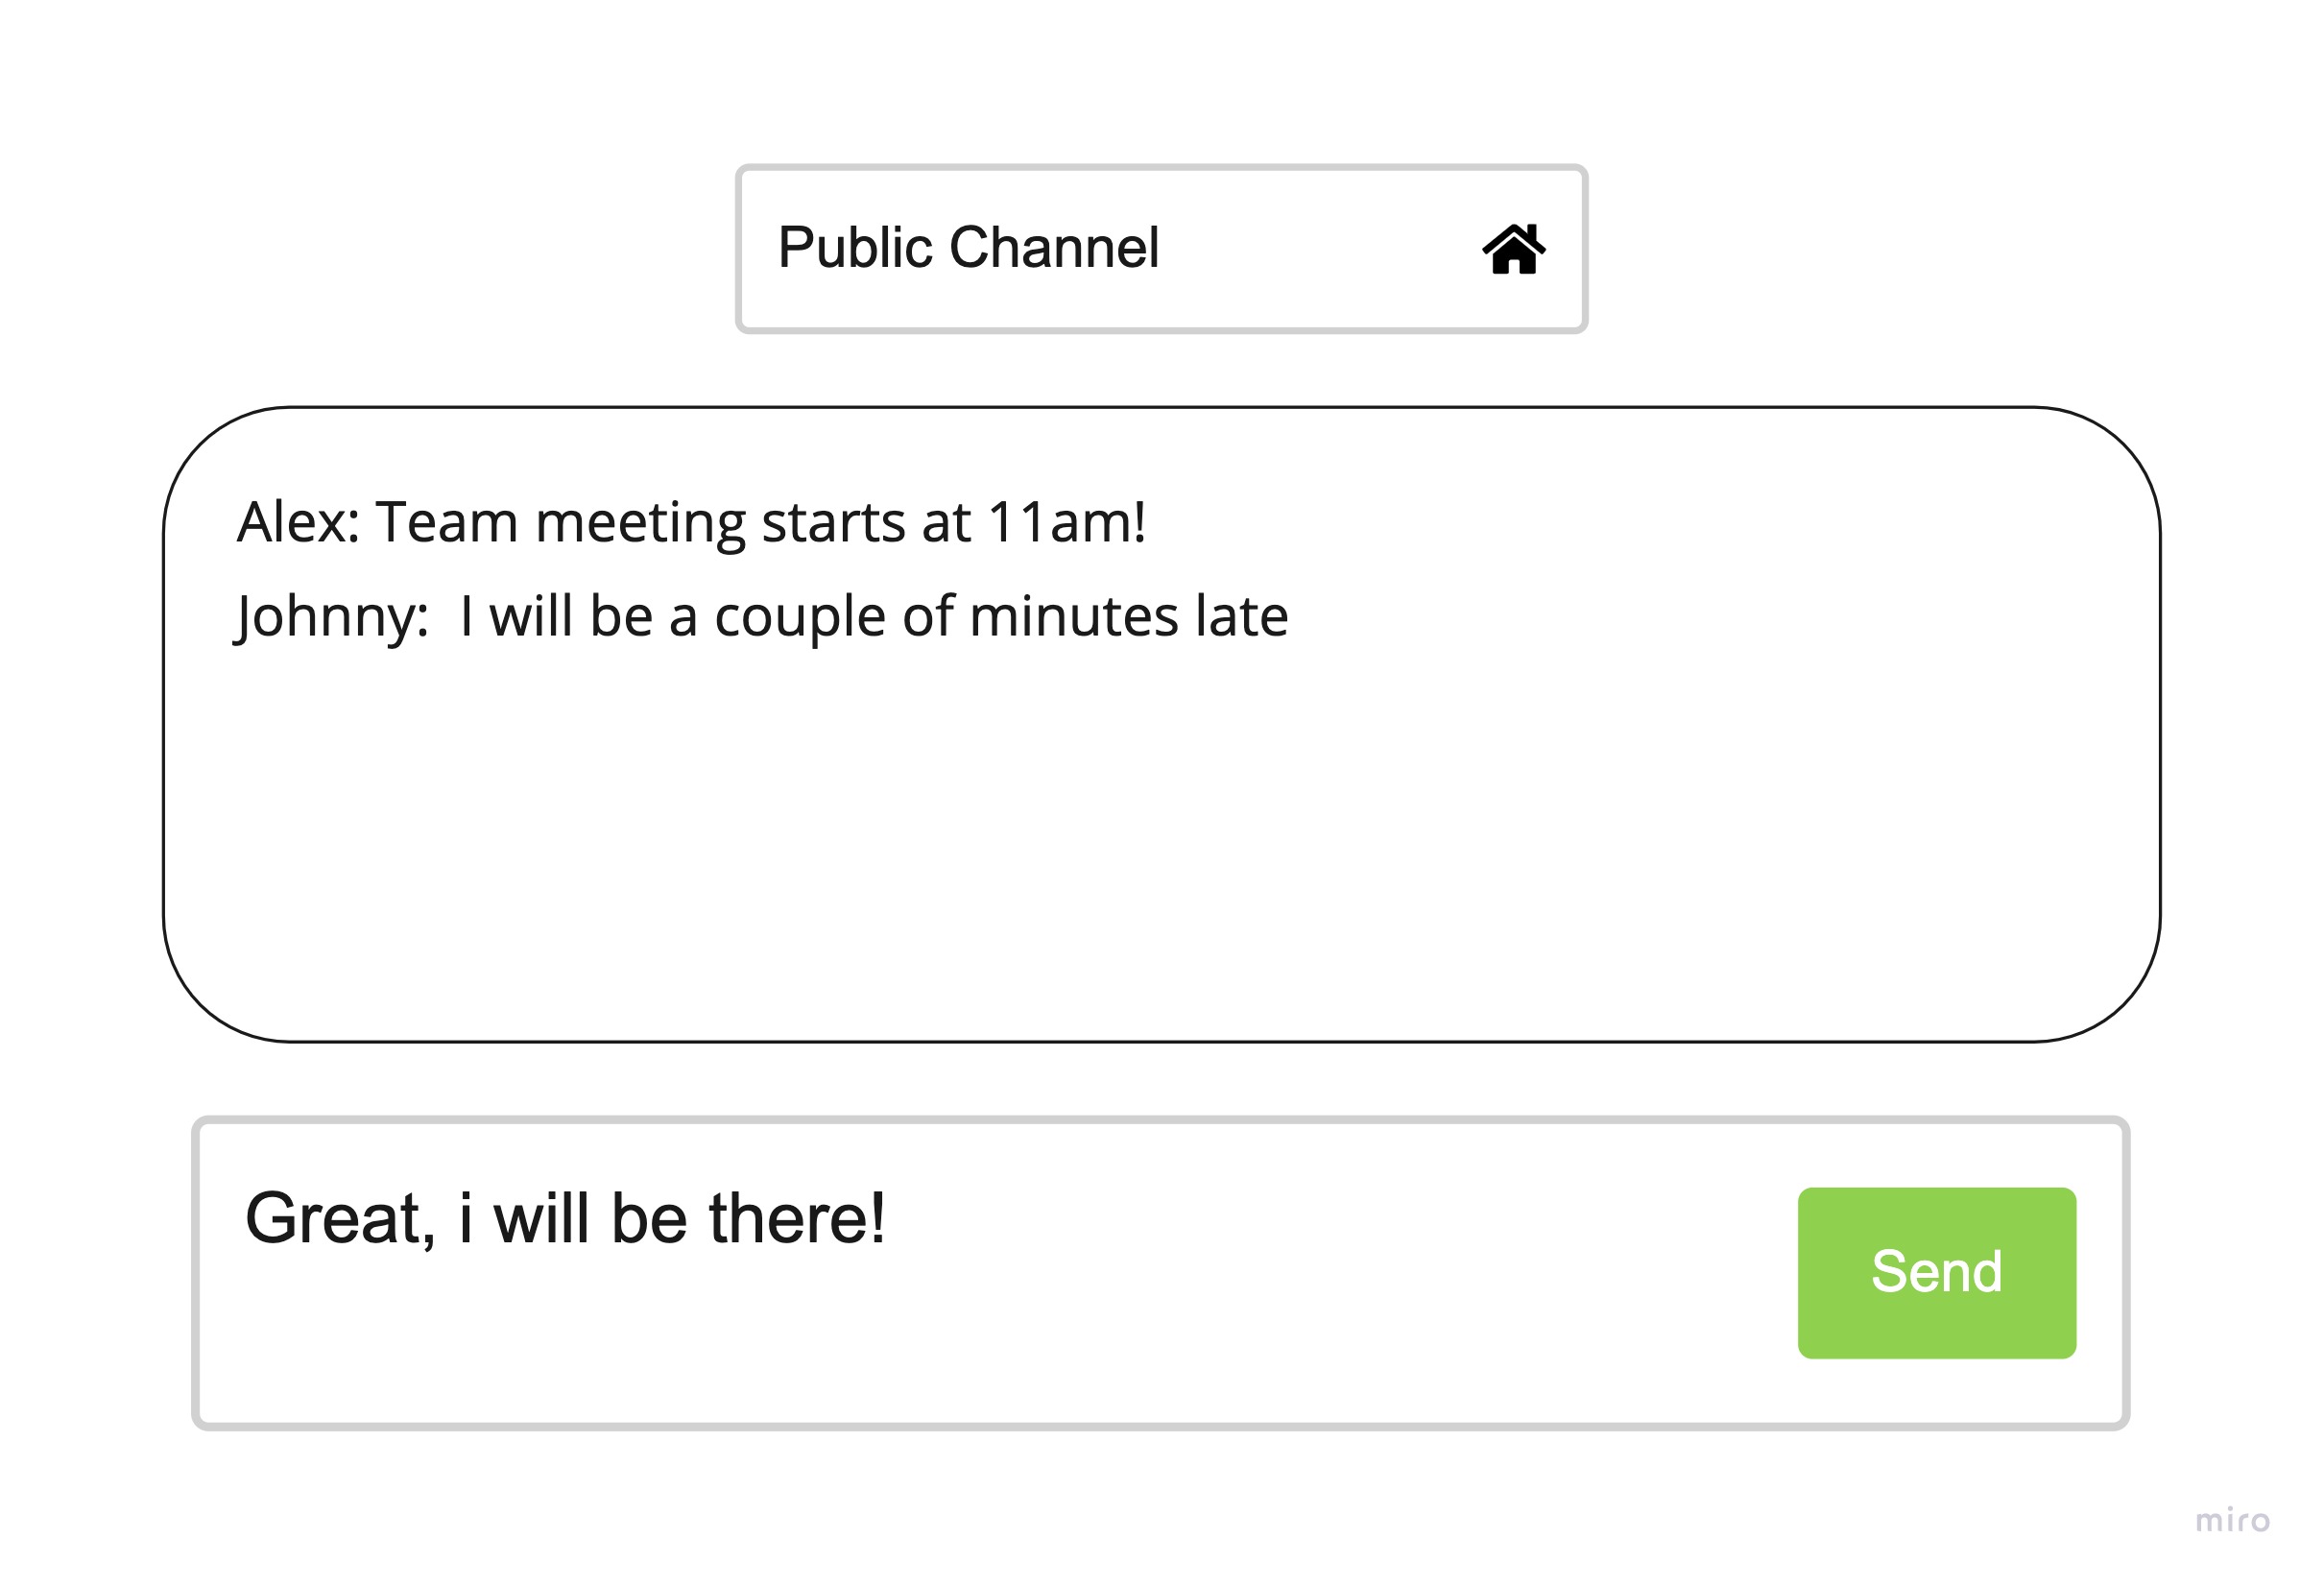 Public Channel
Alex: Team meeting starts at 11am!
Johnny:  I will be a couple of minutes late
Great, i will be there!
Send
miro